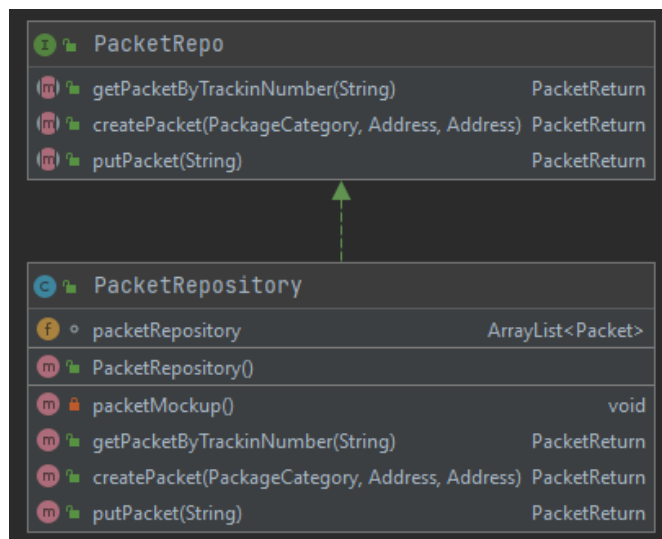 I PacketRepo
m getPacketByTrackinNumber(String) PacketReturn
m createPacket(PackageCategory, Address, Address) PacketReturn
m putPacket(String) PacketReturn
C PacketRepository
f packetRepository ArrayList<Packet>
m PacketRepository()
m packetMockup() void
m getPacketByTrackinNumber(String) PacketReturn
m createPacket(PackageCategory, Address, Address) PacketReturn
m putPacket(String) PacketReturn